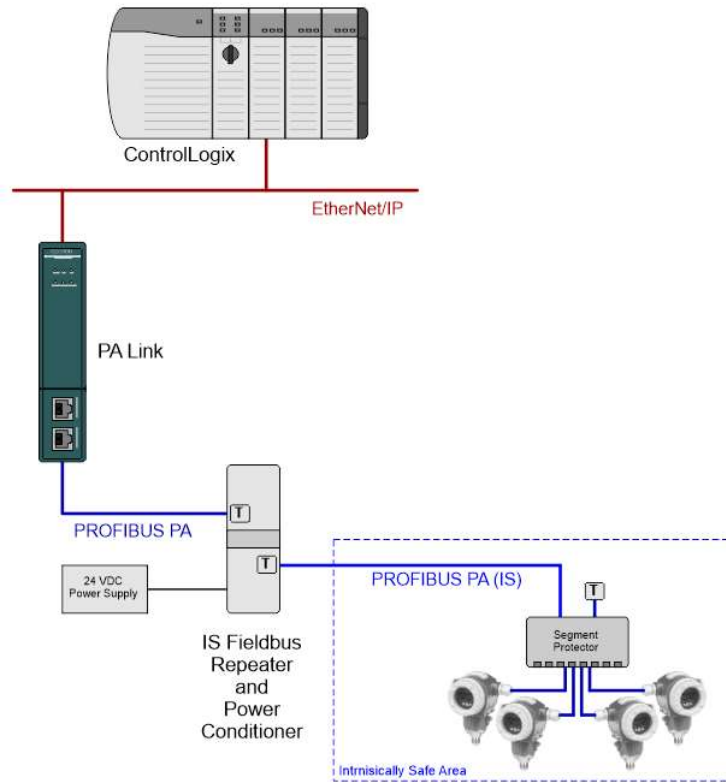 ControlLogix
EtherNet/IP
PA Link
PROFIBUS PA
T
T
24 VDC
Power Supply
PROFIBUS PA (IS)
T
Segment
Protector
IS Fieldbus
Repeater
and
Power
Conditioner
Intrnisically Safe Area